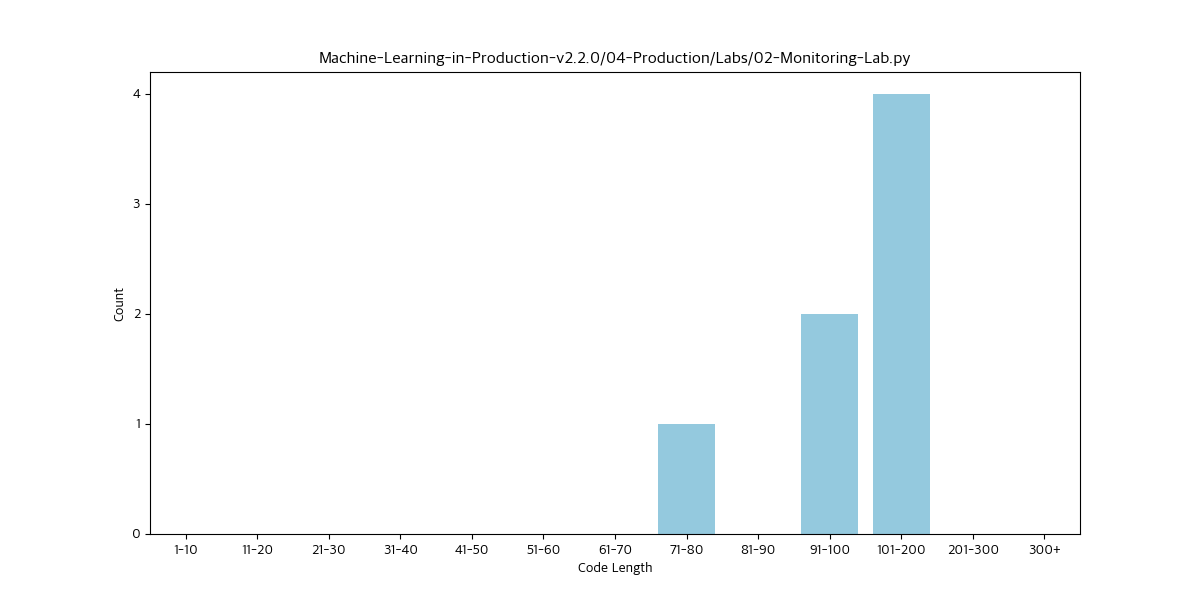 Machine-Learning-in-Production-v2.2.0/04-Production/Labs/02-Monitoring-Lab.py
4
3
2
1
0
Count
1-10 11-20 21-30 31-40 41-50 51-60 61-70 71-80 81-90 91-100 101-200 201-300 300+
Code Length